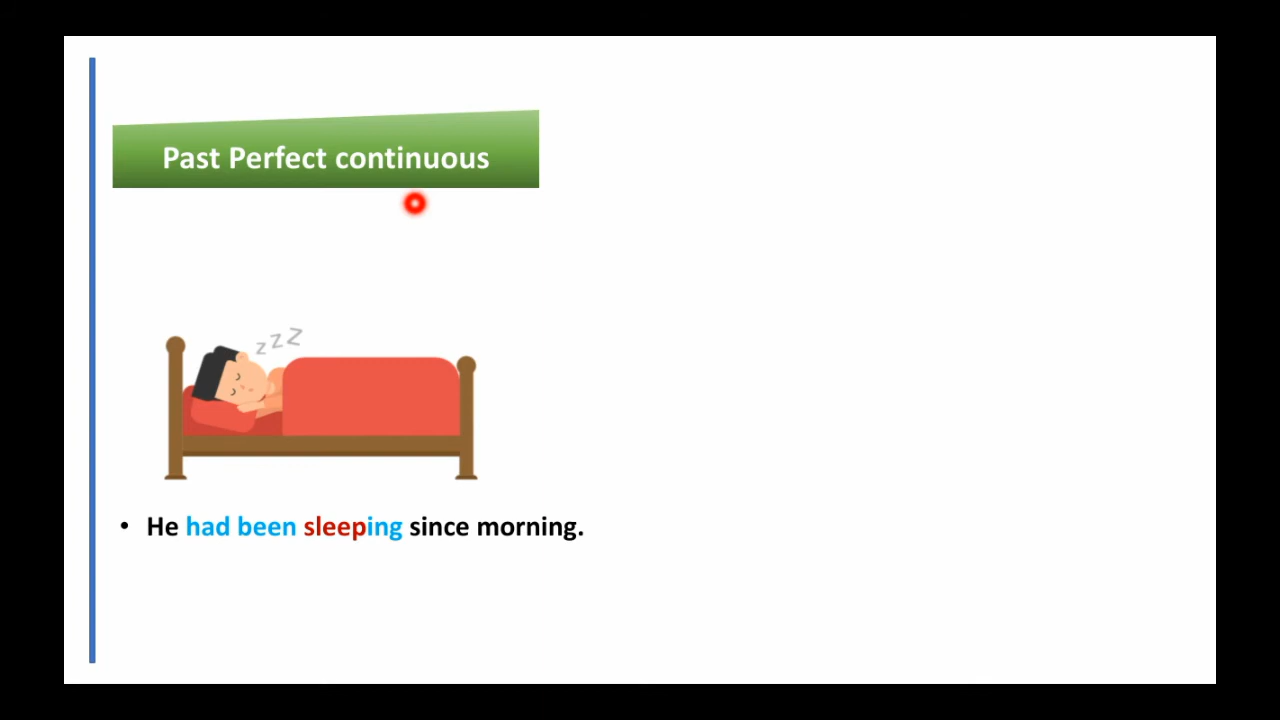 Past Perfect continuous
z z Z
• He had been sleeping since morning.